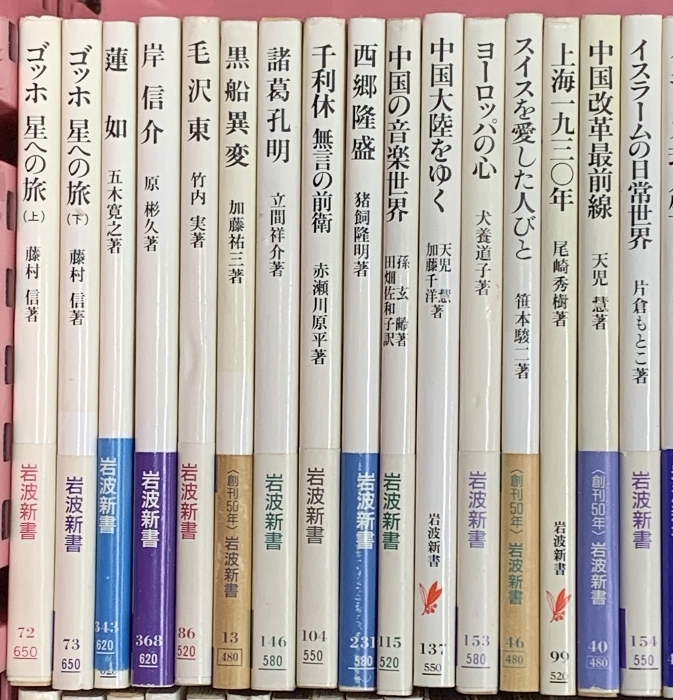 ゴッホ 星への旅（上） 藤村 信著
岩波新書
72
650
ゴッホ 星への旅（下） 藤村 信著
岩波新書
73
650
蓮如 五木寛之著
岩波新書
343
620
岸信介 原 彬久著
岩波新書
368
620
毛沢東 竹内 実著
岩波新書
86
520
黒船異変 加藤祐三著
〈創刊50年〉岩波新書
13
480
諸葛孔明 立間祥介著
岩波新書
146
580
千利休 無言の前衛 赤瀬川原平著
岩波新書
104
550
西郷隆盛 猪飼隆明著
岩波新書
231
580
中国の音楽世界 孫 玄齢著
田畑佐和子訳
岩波新書
115
520
中国大陸をゆく 天児 慧
加藤千洋著
岩波新書
137
550
ヨーロッパの心 犬養道子著
岩波新書
153
580
スイスを愛した人びと 笹本駿二著
〈創刊50年〉岩波新書
46
480
上海一九三〇年 尾崎秀樹著
岩波新書
99
520
中国改革最前線 天児 慧著
〈創刊50年〉岩波新書
40
480
イスラームの日常世界 片倉もとこ著
岩波新書
154
550